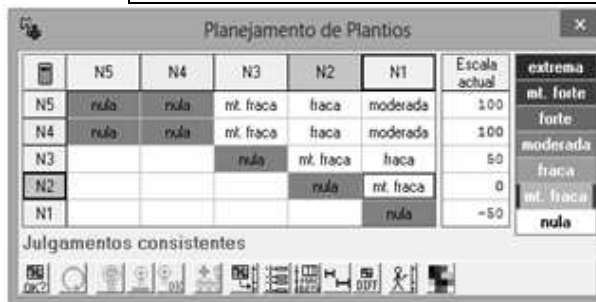 Planejamento de Plantios
N5 N4 N3 N2 N1 Escala actual
N5 nula nula mt. fraca fraca moderada 100
N4 nula nula mt. fraca fraca moderada 100
N3 nula mt. fraca fraca 50
N2 nula mt. fraca 0
N1 nula -50
extrema
mt. forte
forte
moderada
fraca
mt. fraca
nula
Julgamentos consistentes
OK?
DIFF